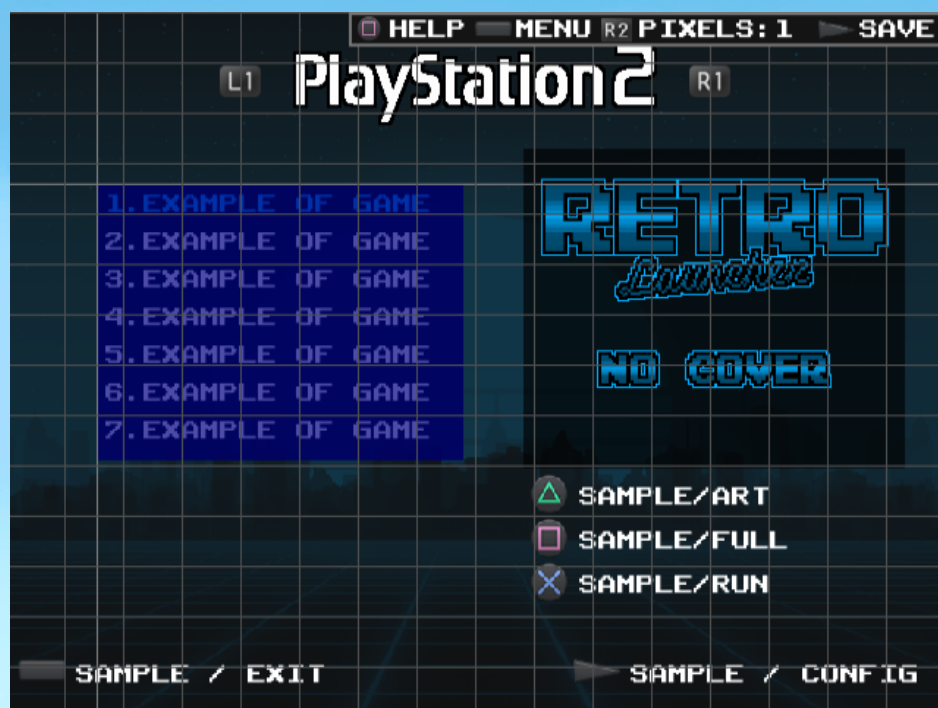 HELP MENU R2 PIXELS:1 SAVE
L1 PlayStation 2 R1
RETRO
Launcher
1.EXAMPLE OF GAME
2.EXAMPLE OF GAME
3.EXAMPLE OF GAME
4.EXAMPLE OF GAME
5.EXAMPLE OF GAME
6.EXAMPLE OF GAME
7.EXAMPLE OF GAME
NO COVER
SAMPLE/ART
SAMPLE/FULL
SAMPLE/RUN
SAMPLE / EXIT
SAMPLE / CONFIG